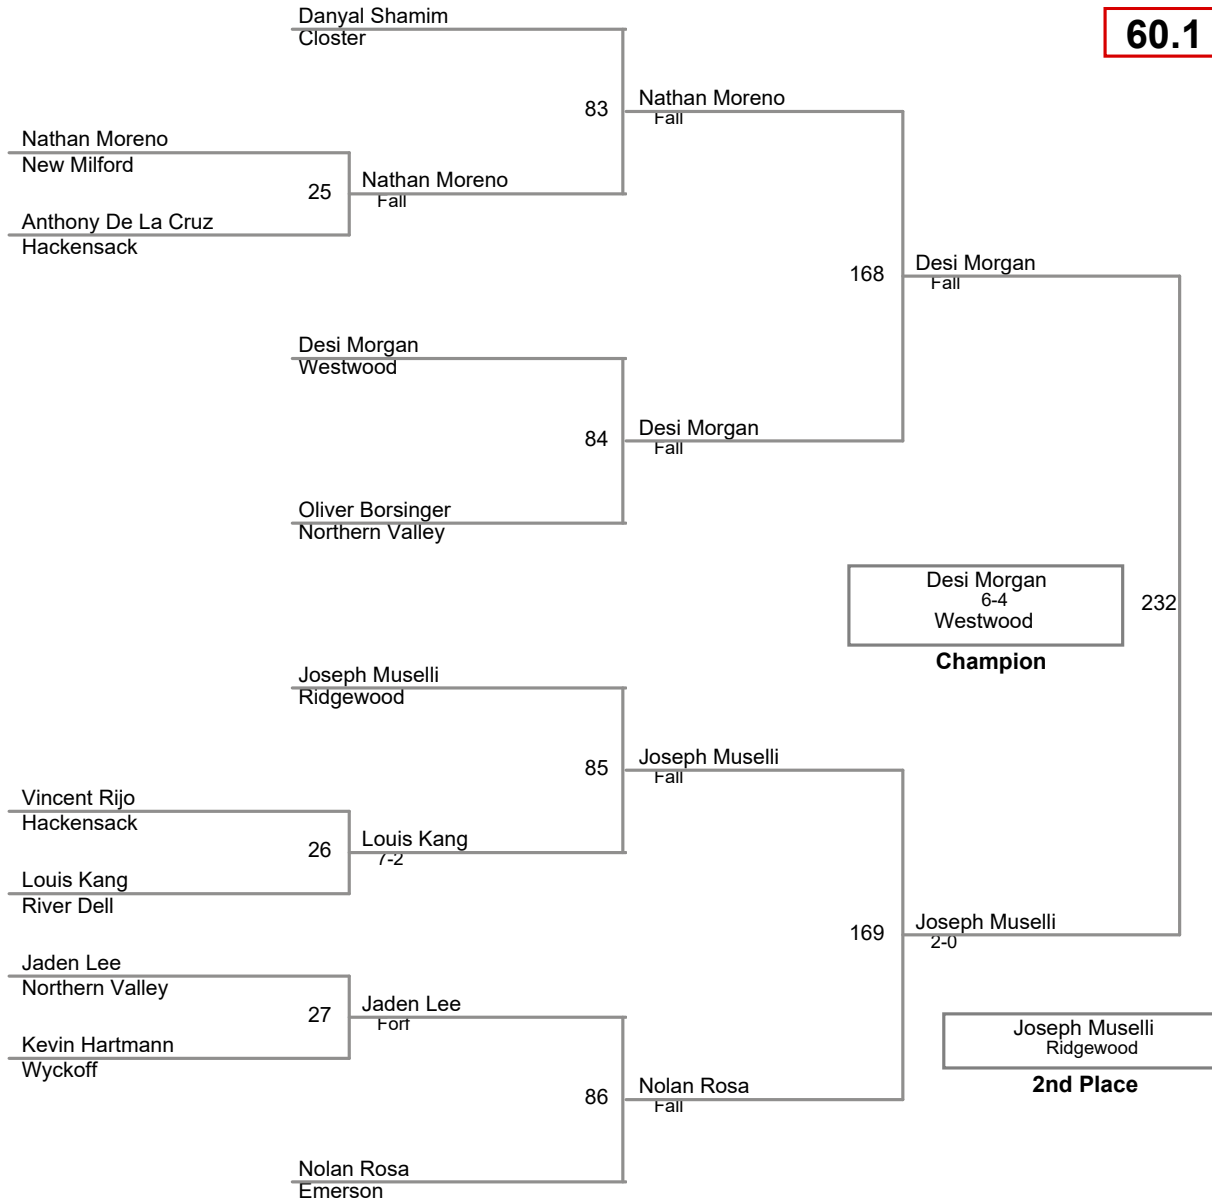 Danyal Shamim
Closter
60.1
83
Nathan Moreno
Fall
Nathan Moreno
New Milford
25
Nathan Moreno
Fall
Anthony De La Cruz
Hackensack
168
Desi Morgan
Fall
Desi Morgan
Westwood
84
Desi Morgan
Fall
Oliver Borsinger
Northern Valley
Desi Morgan
6-4
Westwood
232
Champion
Joseph Muselli
Ridgewood
85
Joseph Muselli
Fall
Vincent Rijo
Hackensack
26
Louis Kang
7-2
Louis Kang
River Dell
169
Joseph Muselli
2-0
Jaden Lee
Northern Valley
27
Jaden Lee
Forf
Kevin Hartmann
Wyckoff
Joseph Muselli
Ridgewood
2nd Place
86
Nolan Rosa
Fall
Nolan Rosa
Emerson